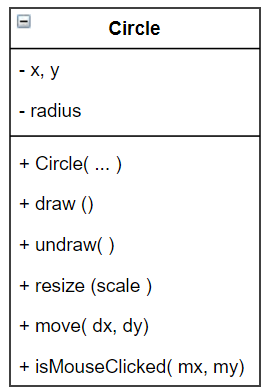 Circle
- x, y
- radius
+ Circle( ... )
+ draw ()
+ undraw( )
+ resize (scale )
+ move( dx, dy)
+ isMouseClicked( mx, my)